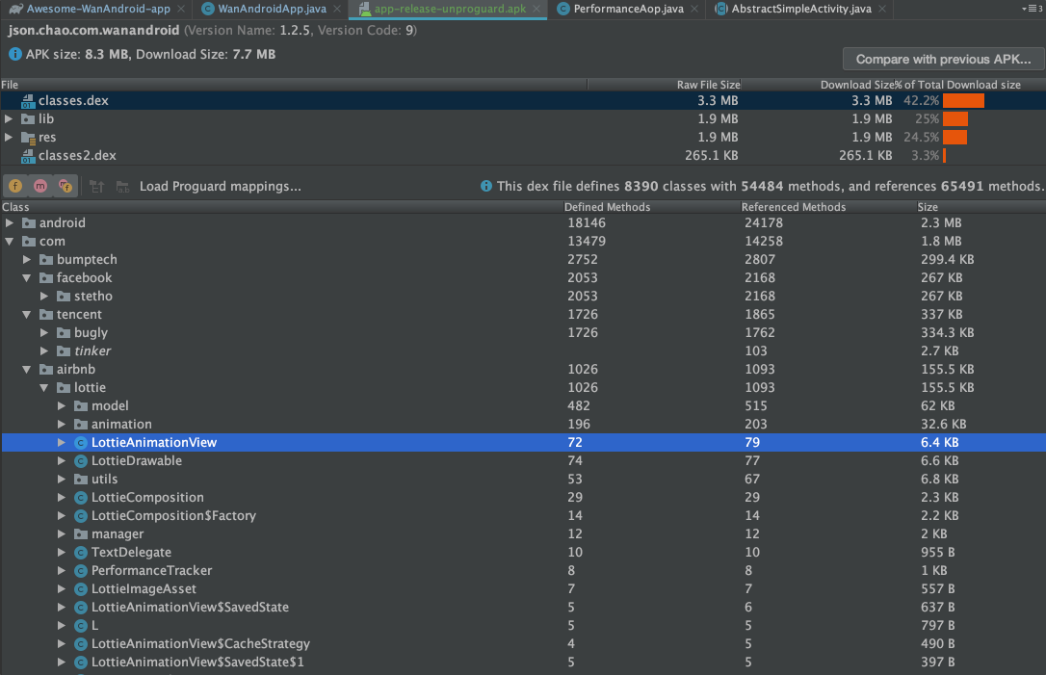 Awesome-WanAndroid-app × WanAndroidApp.java × app-release-unproguard.apk × PerformanceAop.java × AbstractSimpleActivity.java × 3
json.chao.com.wanandroid (Version Name: 1.2.5, Version Code: 9)
APK size: 8.3 MB, Download Size: 7.7 MB
Compare with previous APK...
File Raw File Size Download Size % of Total Download size
classes.dex 3.3 MB 3.3 MB 42.2%
lib 1.9 MB 1.9 MB 25%
res 1.9 MB 1.9 MB 24.5%
classes2.dex 265.1 KB 265.1 KB 3.3%
Load Proguard mappings... This dex file defines 8390 classes with 54484 methods, and references 65491 methods.
Class Defined Methods Referenced Methods Size
android 18146 24178 2.3 MB
com 13479 14258 1.8 MB
bumptech 2752 2807 299.4 KB
facebook 2053 2168 267 KB
stetho 2053 2168 267 KB
tencent 1726 1865 337 KB
bugly 1726 1762 334.3 KB
tinker 103 2.7 KB
airbnb 1026 1093 155.5 KB
lottie 1026 1093 155.5 KB
model 482 515 62 KB
animation 196 203 32.6 KB
LottieAnimationView 72 79 6.4 KB
LottieDrawable 74 77 6.6 KB
utils 53 67 6.8 KB
LottieComposition 29 29 2.3 KB
LottieComposition$Factory 14 14 2.2 KB
manager 12 12 2 KB
TextDelegate 10 10 955 B
PerformanceTracker 8 8 1 KB
LottieImageAsset 7 7 557 B
LottieAnimationView$SavedState 5 6 637 B
L 5 5 797 B
LottieAnimationView$CacheStrategy 4 5 490 B
LottieAnimationView$SavedState$1 5 5 397 B